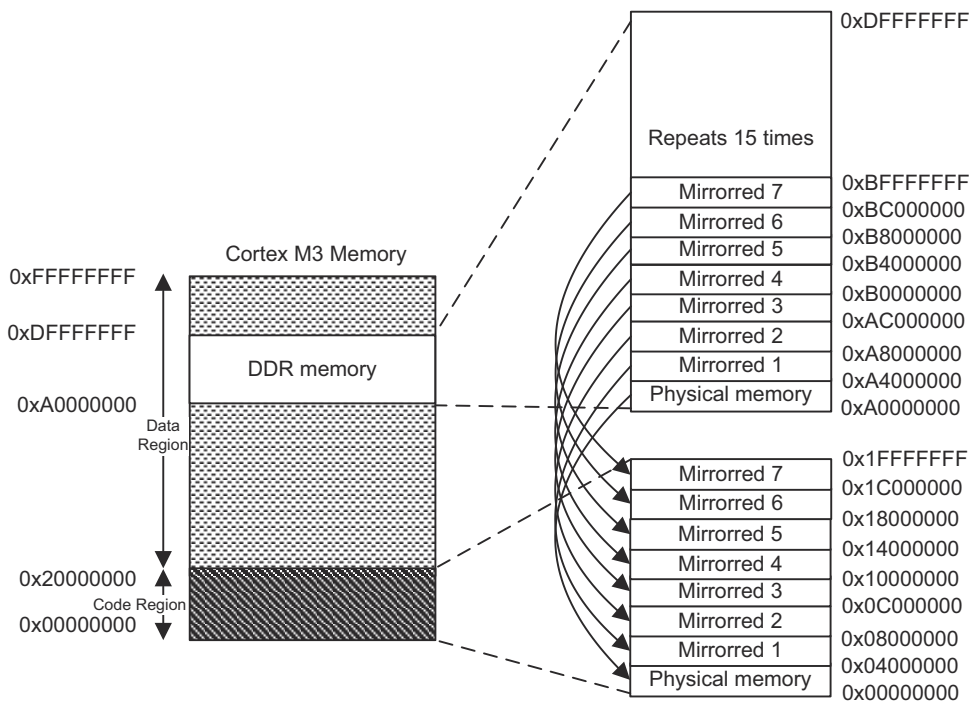 Cortex M3 Memory
0xFFFFFFFF
0xDFFFFFFF
DDR memory
0xA0000000
Data
Region
0x20000000
Code Region
0x00000000
0xDFFFFFFF
Repeats 15 times
0xBFFFFFFF
Mirrorred 7
0xBC000000
Mirrorred 6
0xB8000000
Mirrorred 5
0xB4000000
Mirrorred 4
0xB0000000
Mirrorred 3
0xAC000000
Mirrorred 2
0xA8000000
Mirrorred 1
0xA4000000
Physical memory
0xA0000000
0x1FFFFFFF
Mirrorred 7
0x1C000000
Mirrorred 6
0x18000000
Mirrorred 5
0x14000000
Mirrorred 4
0x10000000
Mirrorred 3
0x0C000000
Mirrorred 2
0x08000000
Mirrorred 1
0x04000000
Physical memory
0x00000000